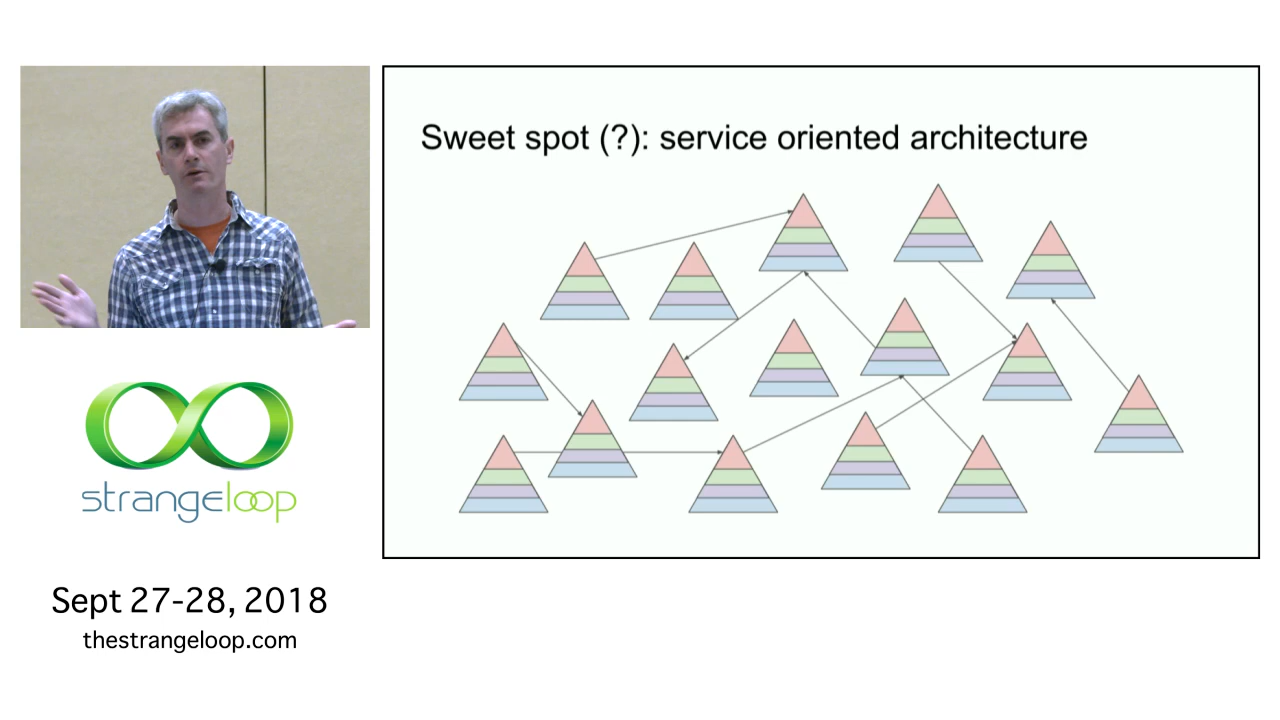 Sweet spot (?): service oriented architecture
strangeloop
Sept 27-28, 2018
thestrangeloop.com